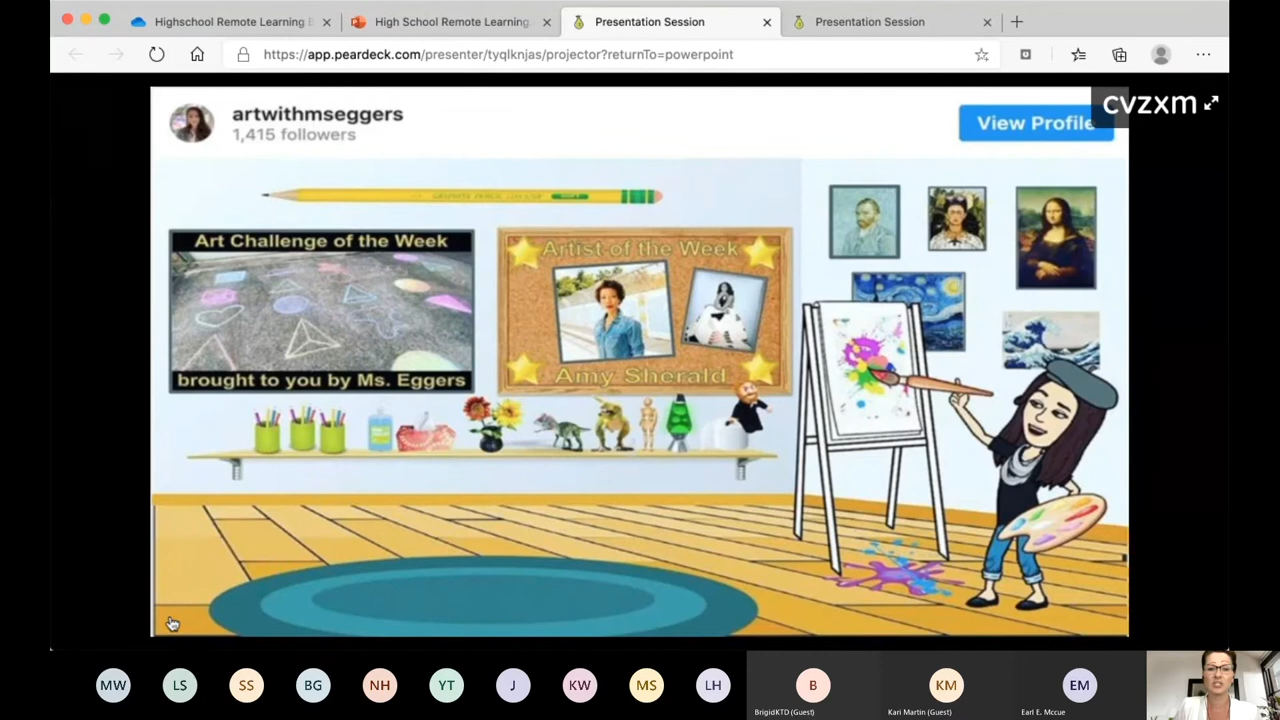 Highschool Remote Learning
High School Remote Learning.
Presentation Session
Presentation Session
https://app.peardeck.com/presenter/tyqlknjas/projector?returnTo=powerpoint
artwithmseggers
1,415 followers
View Profile
cvzxm
Art Challenge of the Week
brought to you by Ms. Eggers
Artist of the Week
Amy Sherald
MW
LS
SS
BG
NH
YT
J
KW
MS
LH
B
KM
EM
BrigidKTD (Guest)
Kari Martin (Guest)
Earl E. Mccue